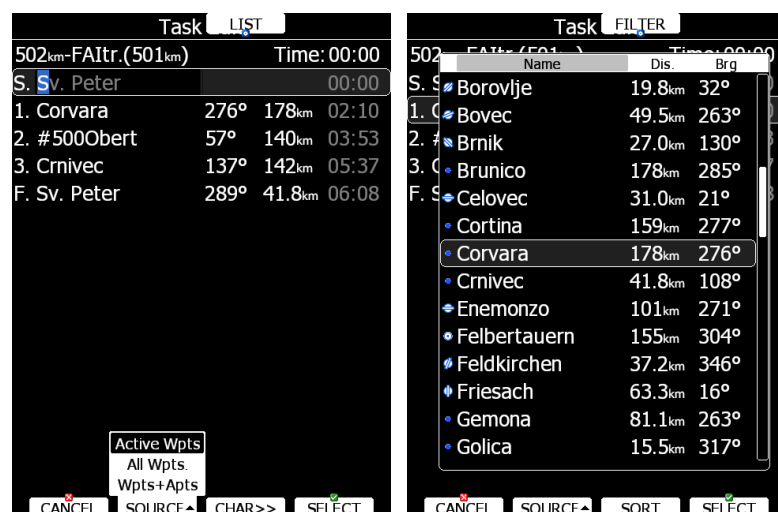 Task
LIST
502km-FAItr.(501km) Time: 00:00
S. Sv. Peter 00:00
1. Corvara 276° 178km 02:10
2. #500Obert 57° 140km 03:53
3. Crnivec 137° 142km 05:37
F. Sv. Peter 289° 41.8km 06:08
Active Wpts
All Wpts.
Wpts+Apts
CANCEL SOURCE CHAR>> SELECT
Task
FILTER
Name Dis. Brg
Borovlje 19.8km 32°
Bovec 49.5km 263°
Brnik 27.0km 130°
Brunico 178km 285°
Celovec 31.0km 21°
Cortina 159km 277°
Corvara 178km 276°
Crnivec 41.8km 108°
Enemonzo 101km 271°
Felbertauern 155km 304°
Feldkirchen 37.2km 346°
Friesach 63.3km 16°
Gemona 81.1km 263°
Golica 15.5km 317°
CANCEL SOURCE SORT SELECT